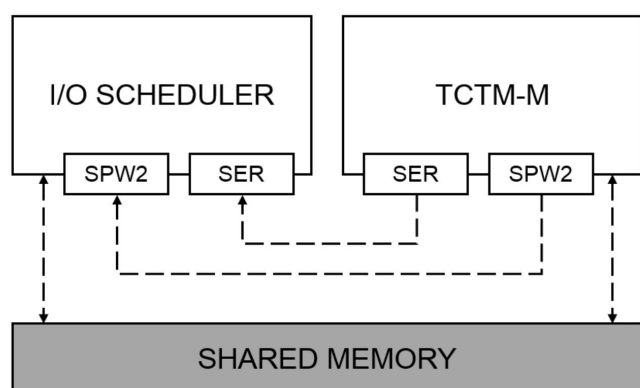 I/O SCHEDULER
TCTM-M
SPW2
SER
SER
SPW2
SHARED MEMORY